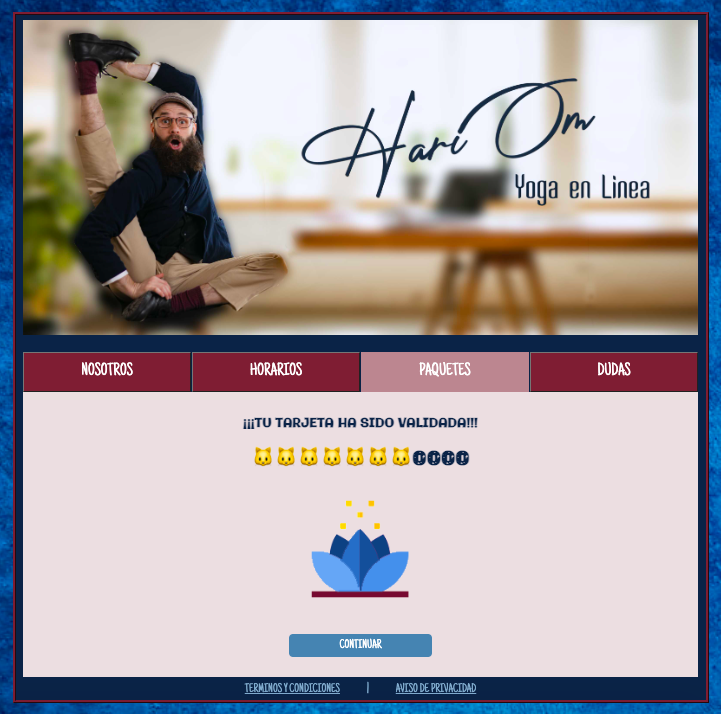 Hari Om
Yoga en Linea
NOSOTROS
HORARIOS
PAQUETES
DUDAS
¡¡¡TU TARJETA HA SIDO VALIDADA!!!
CONTINUAR
TERMINOS Y CONDICIONES | AVISO DE PRIVACIDAD